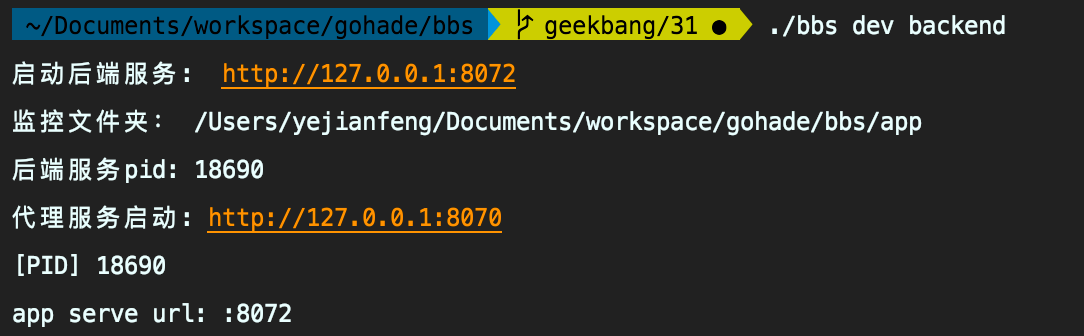 ~/Documents/workspace/gohade/bbs geekbang/31 ● ./bbs dev backend
启动后端服务: http://127.0.0.1:8072
监控文件夹: /Users/yejianfeng/Documents/workspace/gohade/bbs/app
后端服务pid: 18690
代理服务启动: http://127.0.0.1:8070
[PID] 18690
app serve url: :8072